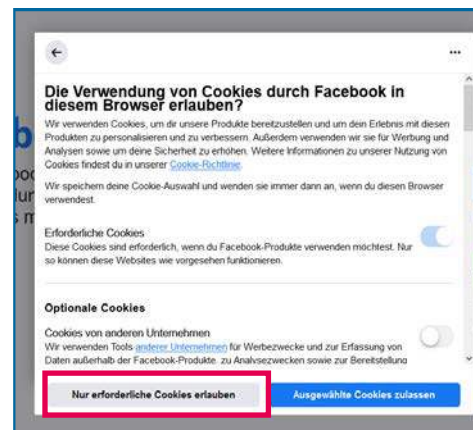 Die Verwendung von Cookies durch Facebook in
diesem Browser erlauben?
Wir verwenden Cookies, um dir unsere Produkte bereitzustellen und um dein Erlebnis mit diesen
Produkten zu personalisieren und zu verbessern. Außerdem verwenden wir sie für Werbung und
Analysen sowie um deine Sicherheit zu erhöhen. Weitere Informationen zu unserer Nutzung von
Cookies findest du in unserer Cookie-Richtlinie.
Wir speichern deine Cookie-Auswahl und wenden sie immer dann an, wenn du diesen Browser
verwendest.
Erforderliche Cookies
Diese Cookies sind erforderlich, wenn du Facebook-Produkte verwenden möchtest. Nur
so können diese Websites wie vorgesehen funktionieren.
Optionale Cookies
Cookies von anderen Unternehmen
Wir verwenden Tools anderer Unternehmen für Werbezwecke und zur Erfassung von
Daten außerhalb der Facebook-Produkte, zu Analysezwecken sowie zur Bereitstellung
Nur erforderliche Cookies erlauben
Ausgewählte Cookies zulassen